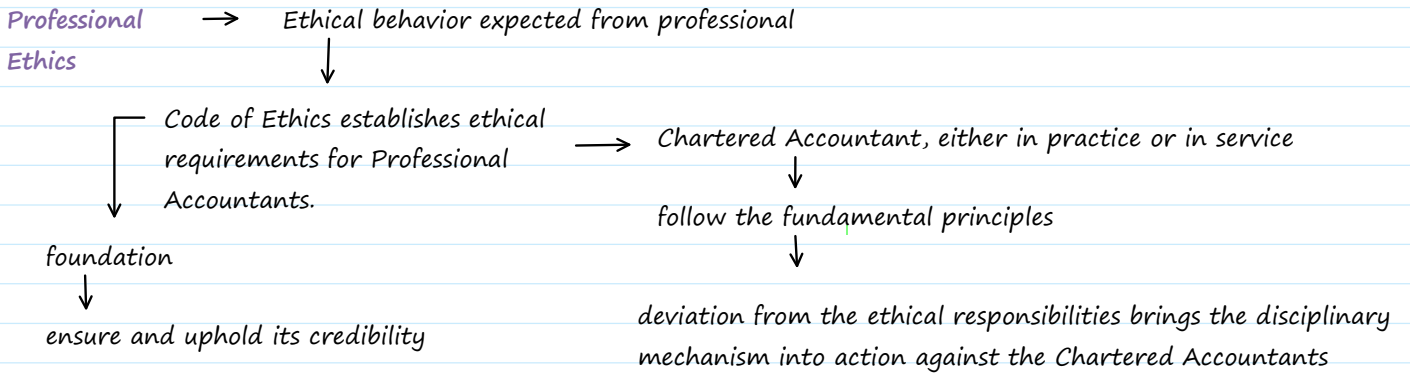 Professional → Ethical behavior expected from professional
Ethics
Code of Ethics establishes ethical
requirements for Professional
Accountants.
→ Chartered Accountant, either in practice or in service
follow the fundamental principles
foundation
ensure and uphold its credibility
deviation from the ethical responsibilities brings the disciplinary
mechanism into action against the Chartered Accountants